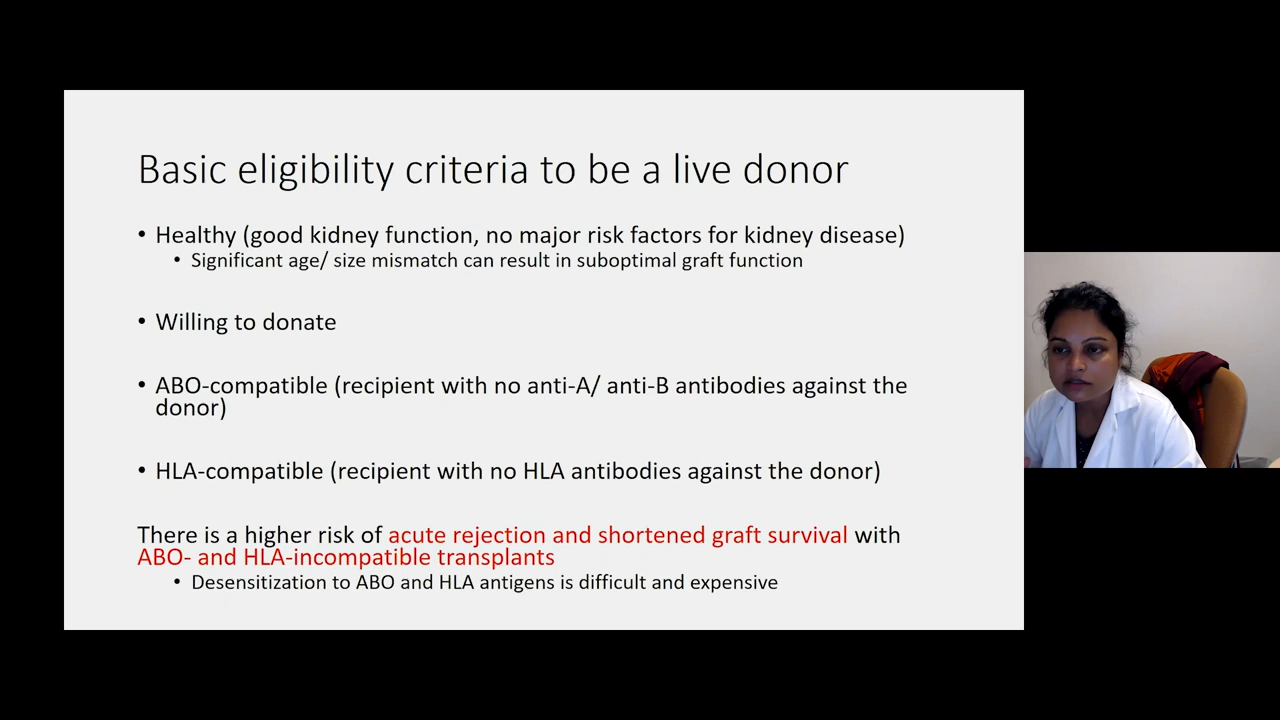 Basic eligibility criteria to be a live donor
• Healthy (good kidney function, no major risk factors for kidney disease)
• Significant age/ size mismatch can result in suboptimal graft function
• Willing to donate
• ABO-compatible (recipient with no anti-A/ anti-B antibodies against the
donor)
• HLA-compatible (recipient with no HLA antibodies against the donor)
There is a higher risk of acute rejection and shortened graft survival with
ABO- and HLA-incompatible transplants
• Desensitization to ABO and HLA antigens is difficult and expensive